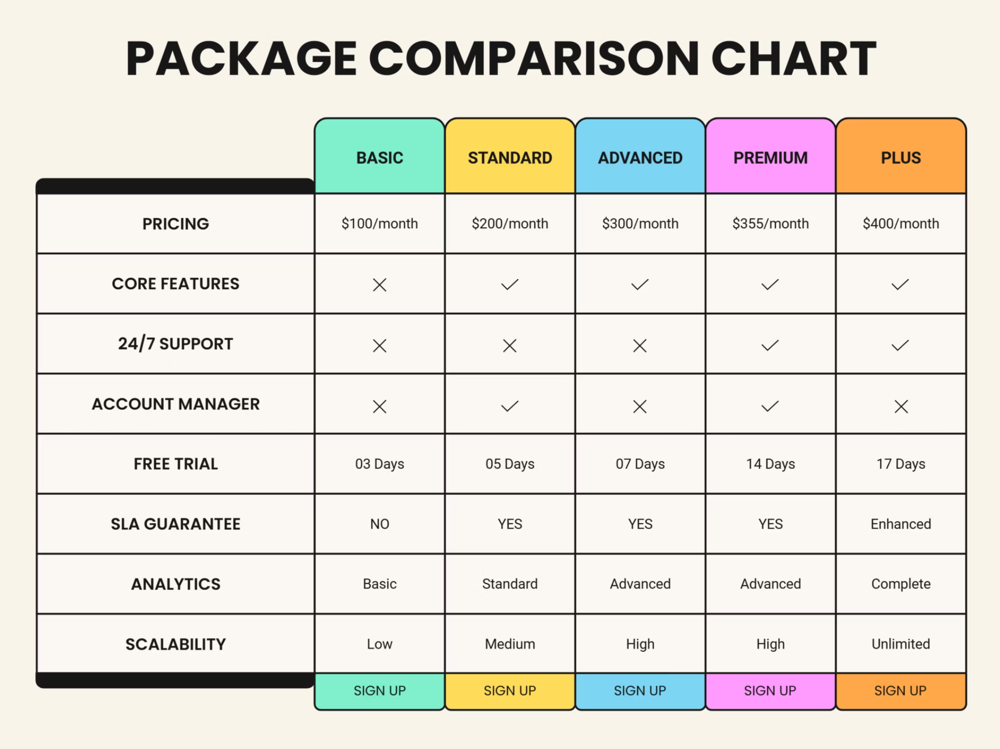 PACKAGE COMPARISON CHART
BASIC STANDARD ADVANCED PREMIUM PLUS
PRICING $100/month $200/month $300/month $355/month $400/month
CORE FEATURES
24/7 SUPPORT
ACCOUNT MANAGER
FREE TRIAL 03 Days 05 Days 07 Days 14 Days 17 Days
SLA GUARANTEE NO YES YES YES Enhanced
ANALYTICS Basic Standard Advanced Advanced Complete
SCALABILITY Low Medium High High Unlimited
SIGN UP SIGN UP SIGN UP SIGN UP SIGN UP